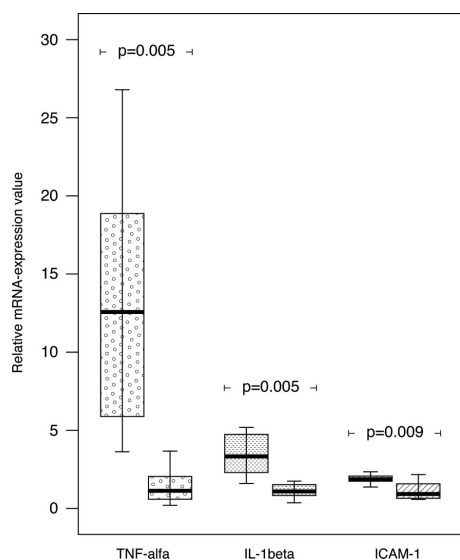 30
p=0.005
25
20
15
10
5
0
p=0.005
p=0.009
Relative mRNA-expression value
TNF-alfa IL-1beta ICAM-1